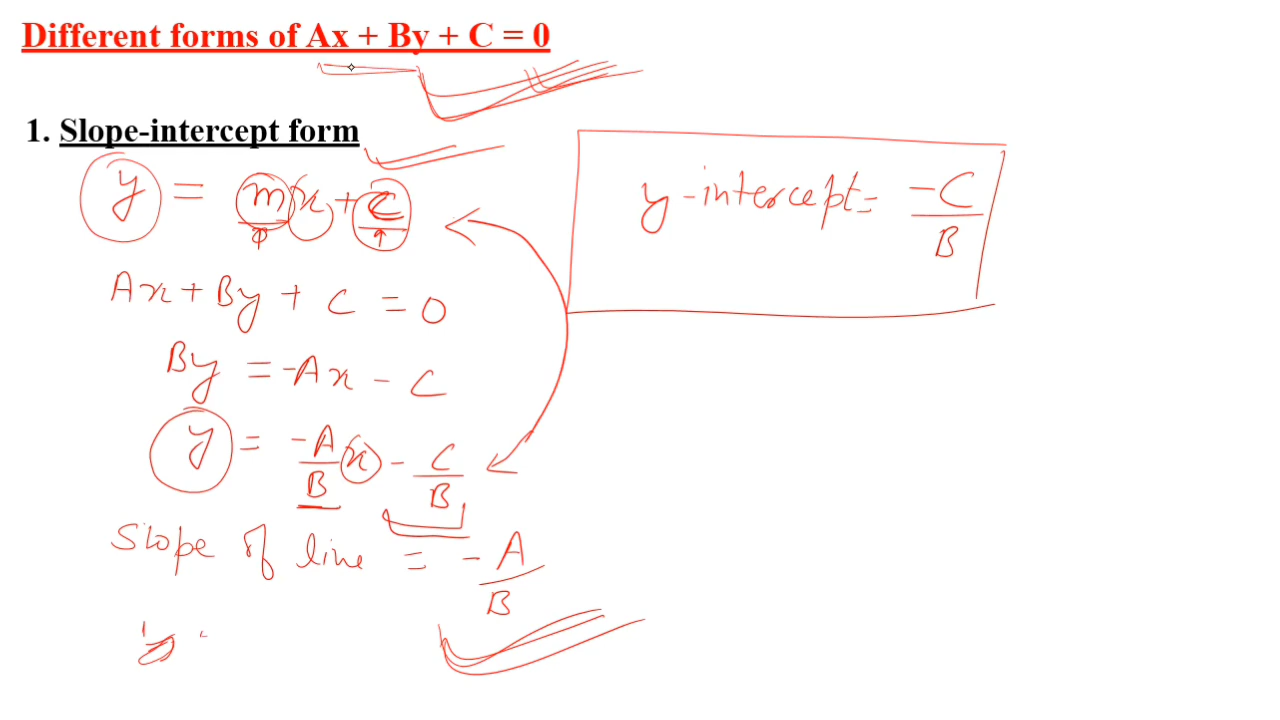 Different forms of Ax + By + C = 0
1. Slope-intercept form
y = mx + c
Ax + By + C = 0
By = -Ax - C
y = -A/B x - C/B
Slope of line = -A/B
y-intercept = -C/B